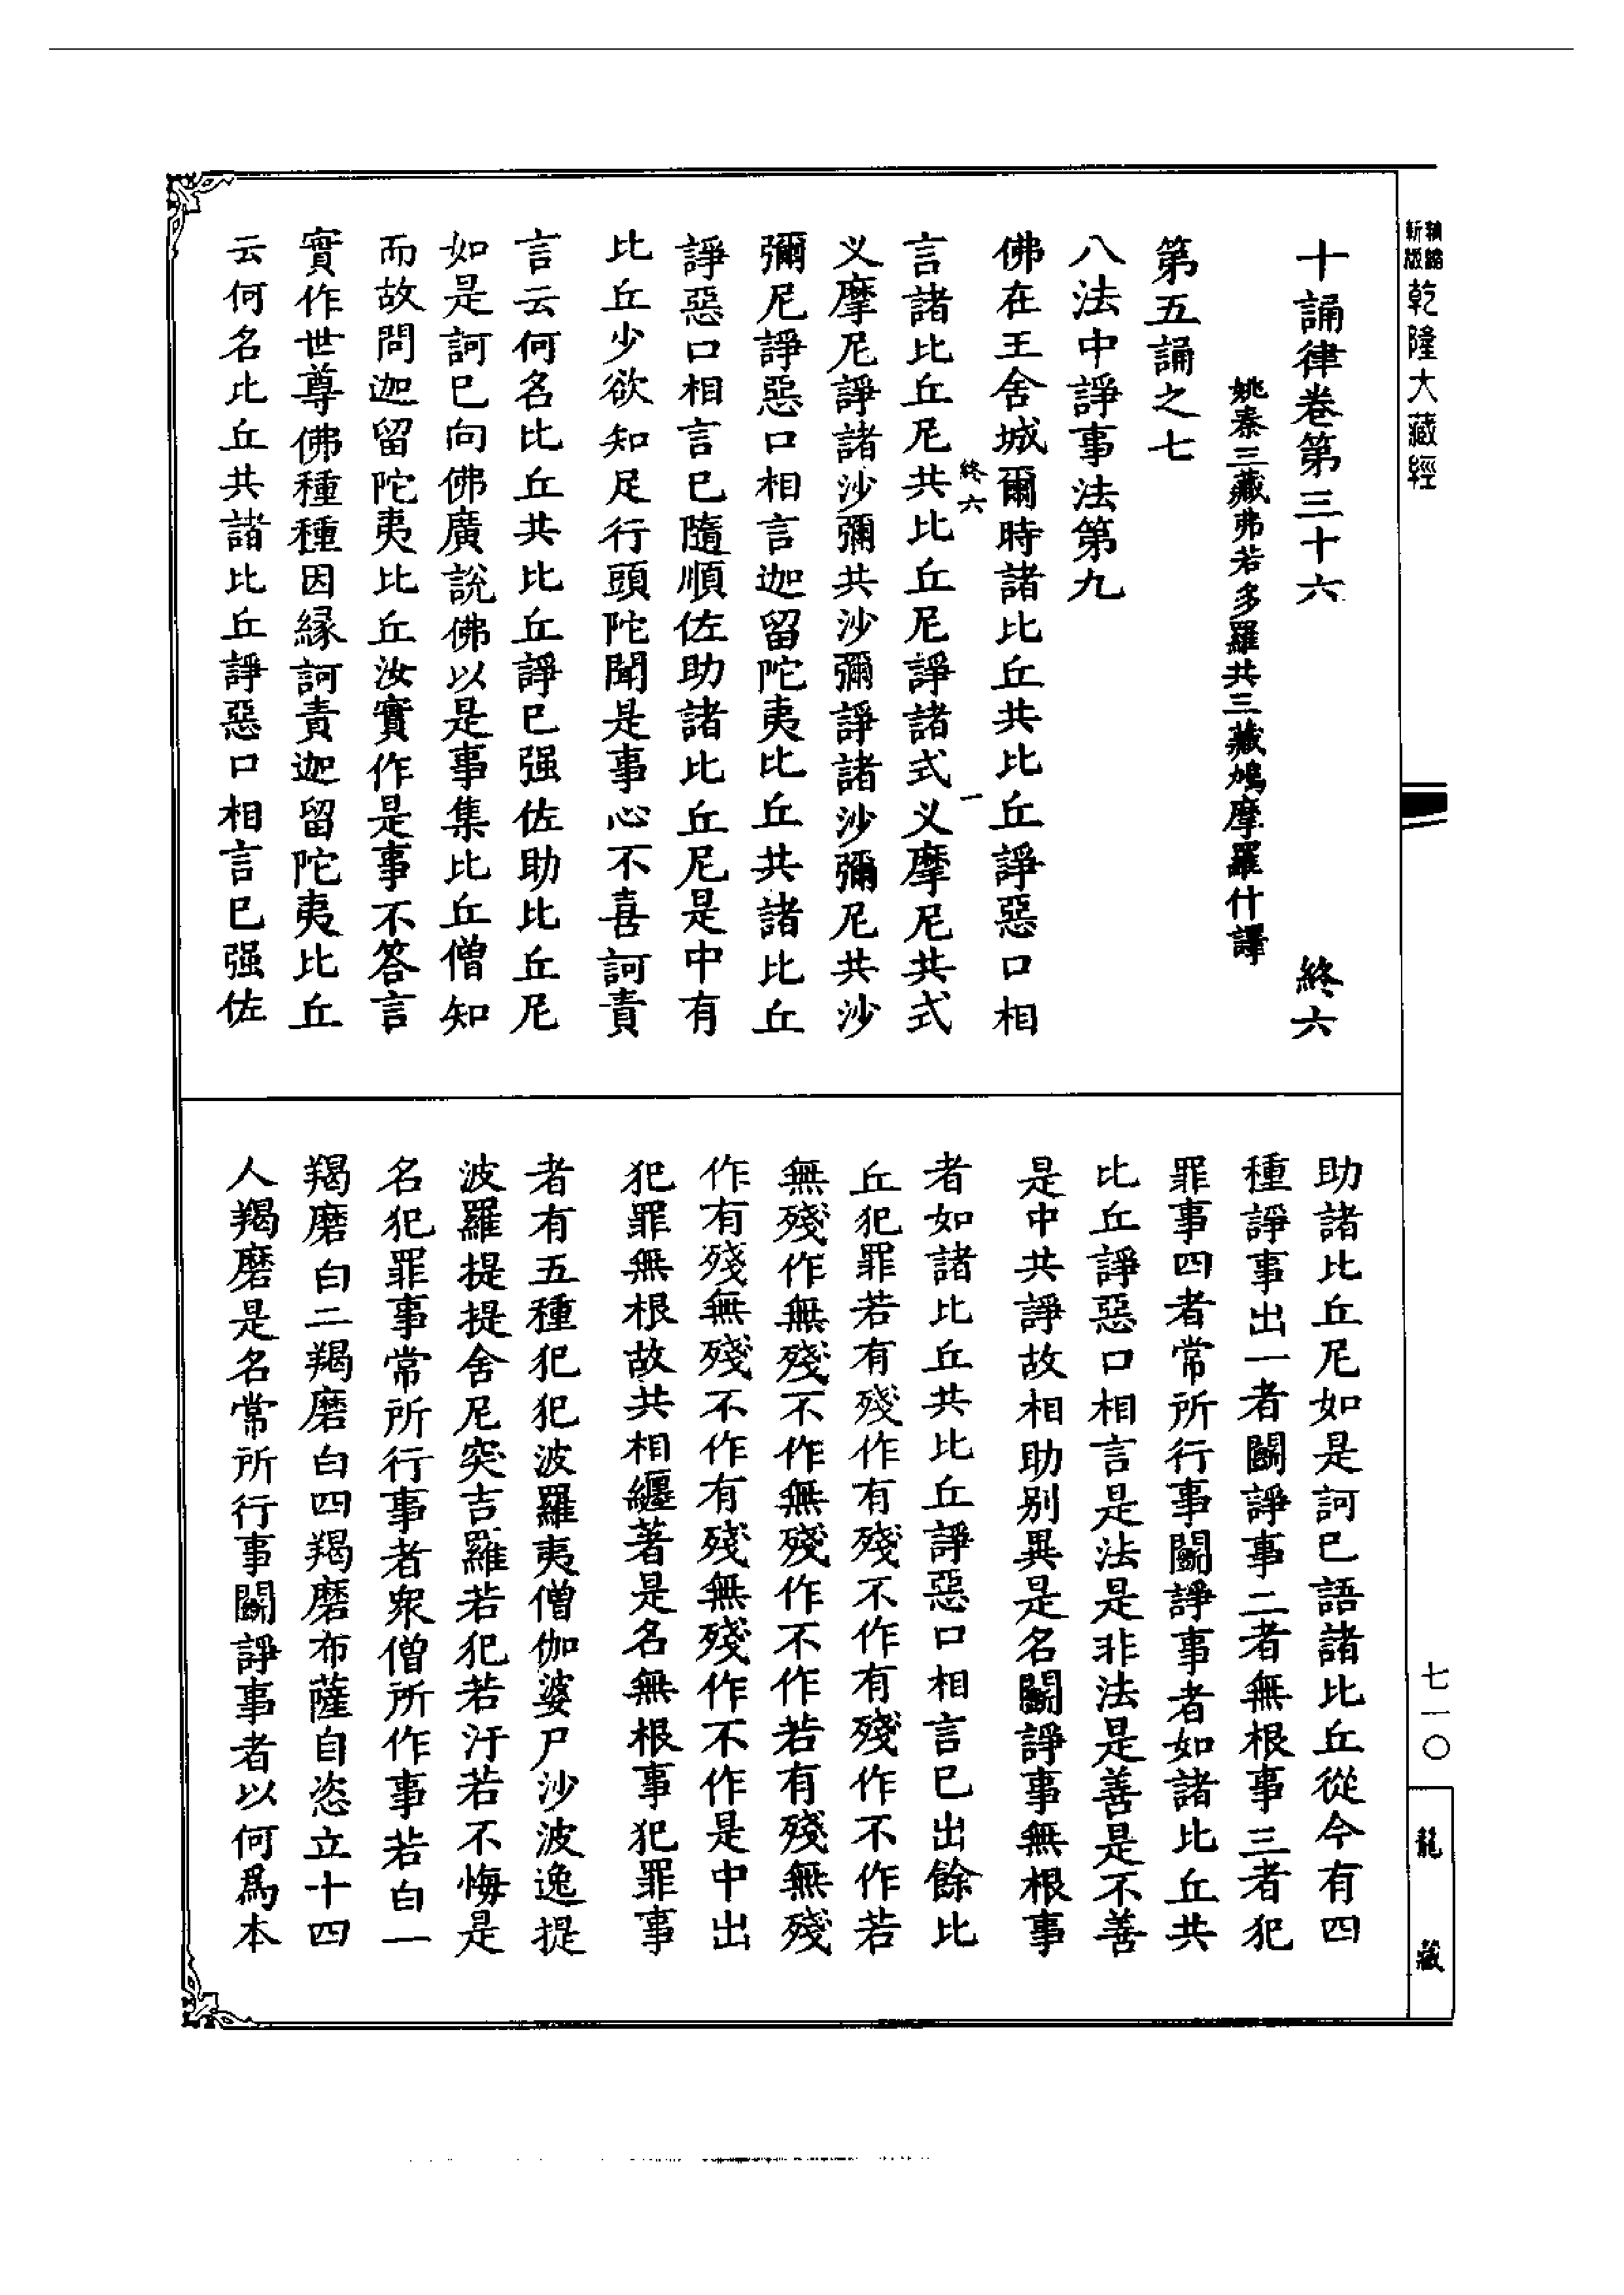 新版
乾隆大藏經
十誦律卷第三十六
終六
姚秦三藏弗若多羅共三藏鳩摩羅什譯
第五誦之七
八法中諍事法第九
佛在王舍城爾時諸比丘共比丘諍惡口相
終六
一
言諸比丘尼共比丘尼諍諸式义摩尼共式
义摩尼諍諸沙彌共沙彌諍諸沙彌尼共沙
彌尼諍惡口相言迦留陀夷比丘共諸比丘
諍惡口相言已隨順佐助諸比丘尼是中有
比丘少欲知足行頭陀聞是事心不喜訶責
言云何名比丘共比丘諍已强佐助比丘尼
如是訶已向佛廣說佛以是事集比丘僧知
而故問迦留陀夷比丘汝實作是事不答言
實作世尊佛種種因緣訶責迦留陀夷比丘
云何名比丘共諸比丘諍惡口相言已强佐
助諸比丘尼如是訶已語諸比丘從今有四
種諍事出一者鬬諍事二者無根事三者犯
罪事四者常所行事鬬諍事者如諸比丘共
比丘諍惡口相言是法是非法是善是不善
是中共諍故相助別異是名鬬諍事無根事
者如諸比丘共比丘諍惡口相言已出餘比
丘犯罪若有殘作有殘不作有殘作不作若
無殘作無殘不作無殘作不作若有殘無殘
作有殘無殘不作有殘無殘作不作是中出
犯罪無根故共相纏著是名無根事犯罪事
者有五種犯犯波羅夷僧伽婆尸沙波逸提
波羅提提舍尼突吉羅若犯若汙若不悔是
名犯罪事常所行事者衆僧所作事若白一
羯磨白二羯磨白四羯磨布薩自恣立十四
人羯磨是名常所行事鬬諍事者以何爲本
七一〇
龍藏